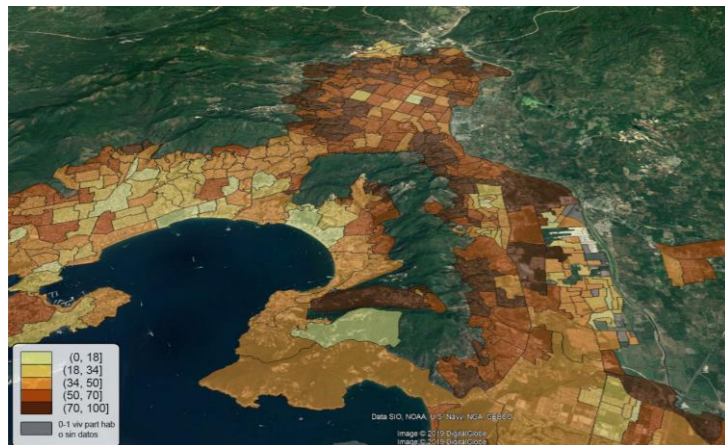 (0, 18]
(18, 34]
(34, 50]
(50, 70]
(70, 100]
0-1 viv part hab
o sin datos
Data SIO, NOAA, U.S. Navy, NGA, GEBCO
Image © 2019 DigitalGlobe
Image © 2019 DigitalGlobe